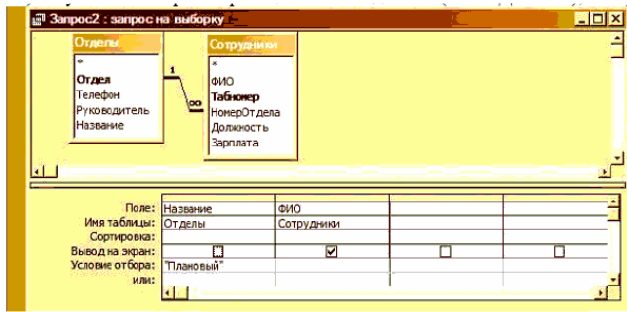 Запрос2 : запрос на выборку
Отделы
*
Отдел
Телефон
Руководитель
Название
1
∞
Сотрудники
*
ФИО
Табномер
НомерОтдела
Должность
Зарплата
Поле: Название ФИО
Имя таблицы: Отделы Сотрудники
Сортировка:
Вывод на экран:
Условие отбора: "Плановый"
или: